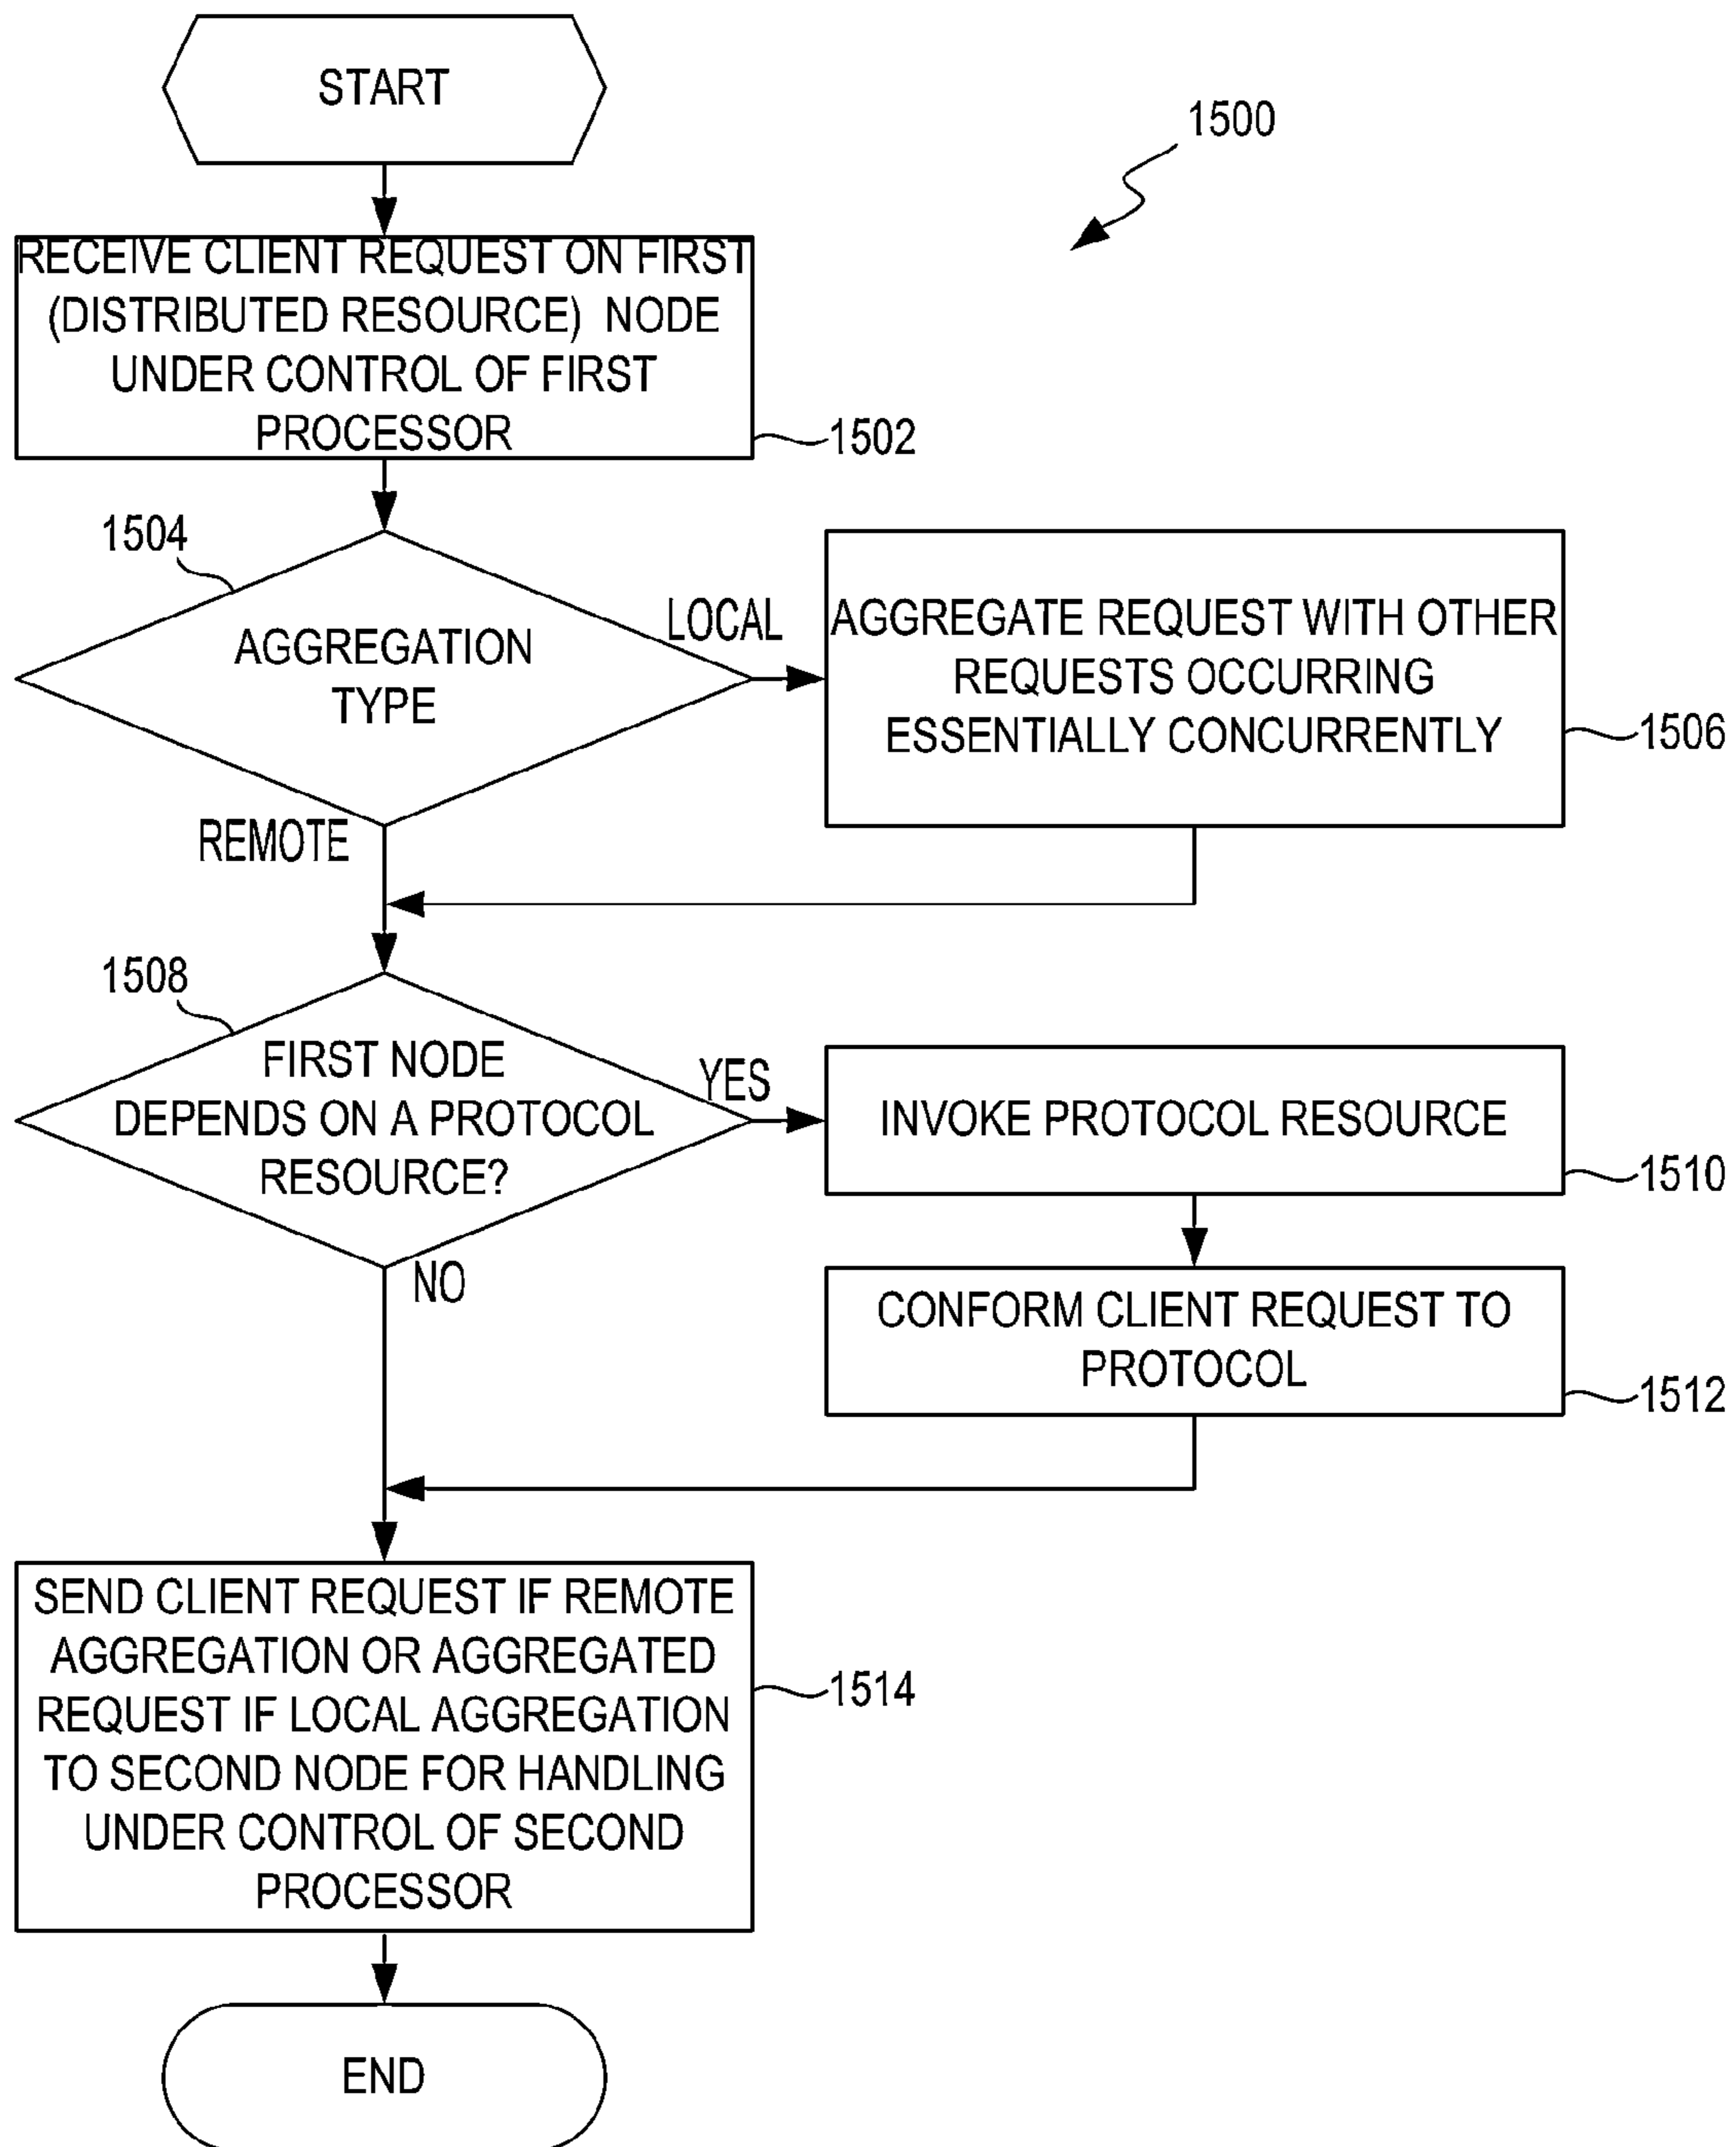 START
1500
RECEIVE CLIENT REQUEST ON FIRST
(DISTRIBUTED RESOURCE) NODE
UNDER CONTROL OF FIRST
PROCESSOR
1502
1504
AGGREGATION
TYPE
LOCAL
AGGREGATE REQUEST WITH OTHER
REQUESTS OCCURRING
ESSENTIALLY CONCURRENTLY
1506
REMOTE
1508
FIRST NODE
DEPENDS ON A PROTOCOL
RESOURCE?
YES
INVOKE PROTOCOL RESOURCE
1510
NO
CONFORM CLIENT REQUEST TO
PROTOCOL
1512
SEND CLIENT REQUEST IF REMOTE
AGGREGATION OR AGGREGATED
REQUEST IF LOCAL AGGREGATION
TO SECOND NODE FOR HANDLING
UNDER CONTROL OF SECOND
PROCESSOR
1514
END